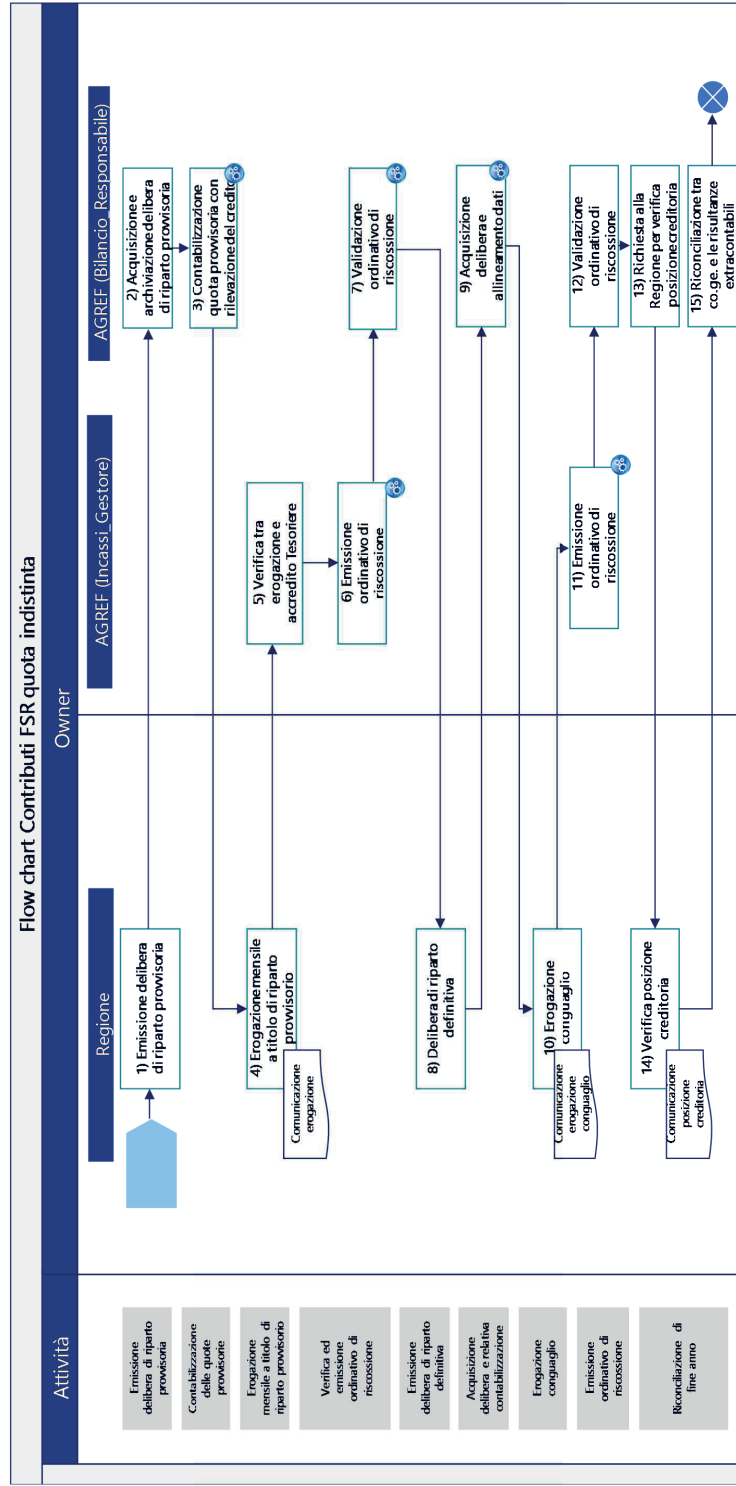 Flow chart Contributi FSR quota indistinta
Attività
Owner
Regione
AGREF (Incassi_Gestore)
AGREF (Bilancio_Responsabile)
Emissione
delibera di riparto
provvisoria
1) Emissione delibera
di riparto provvisoria
2) Acquisizione e
archiviazione delibera
di riparto provvisoria
Contabilizzazione
delle quote
provvisorie
3) Contabilizzazione
quota provvisoria con
rilevazione del credito
Erogazione
mensile a titolo di
riparto provvisorio
4) Erogazione mensile
a titolo di riparto
provvisorio
Comunicazione
erogazione
5) Verifica tra
erogazione e
accredito Tesoriere
Verifica ed
emissione
ordinativo di
riscossione
6) Emissione
ordinativo di
riscossione
7) Validazione
ordinativo di
riscossione
Emissione
delibera di riparto
definitiva
8) Delibera di riparto
definitiva
Acquisizione
delibera e relativa
contabilizzazione
9) Acquisizione
delibera e
allineamento dati
Erogazione
conguaglio
10) Erogazione
conguaglio
Comunicazione
erogazione
conguaglio
Emissione
ordinativo di
riscossione
11) Emissione
ordinativo di
riscossione
12) Validazione
ordinativo di
riscossione
Riconciliazione di
fine anno
13) Richiesta alla
Regione per verifica
posizione creditoria
14) Verifica posizione
creditoria
Comunicazione
posizione
creditoria
15) Riconciliazione tra
co.ge. e le risultanze
extracontabili